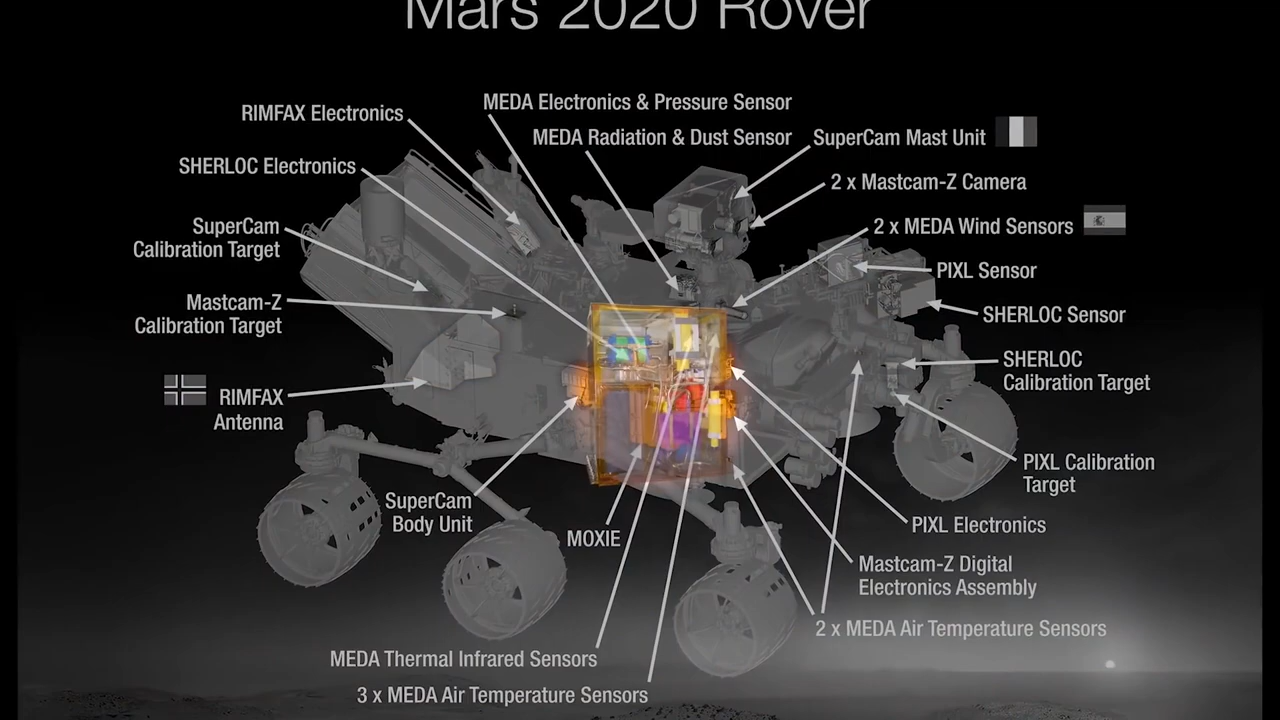 Mars 2020 Rover
MEDA Electronics & Pressure Sensor
RIMFAX Electronics
MEDA Radiation & Dust Sensor
SuperCam Mast Unit
SHERLOC Electronics
2 x Mastcam-Z Camera
SuperCam
Calibration Target
2 x MEDA Wind Sensors
PIXL Sensor
Mastcam-Z
Calibration Target
SHERLOC Sensor
SHERLOC
Calibration Target
RIMFAX
Antenna
PIXL Calibration
Target
SuperCam
Body Unit
MOXIE
PIXL Electronics
Mastcam-Z Digital
Electronics Assembly
2 x MEDA Air Temperature Sensors
MEDA Thermal Infrared Sensors
3 x MEDA Air Temperature Sensors